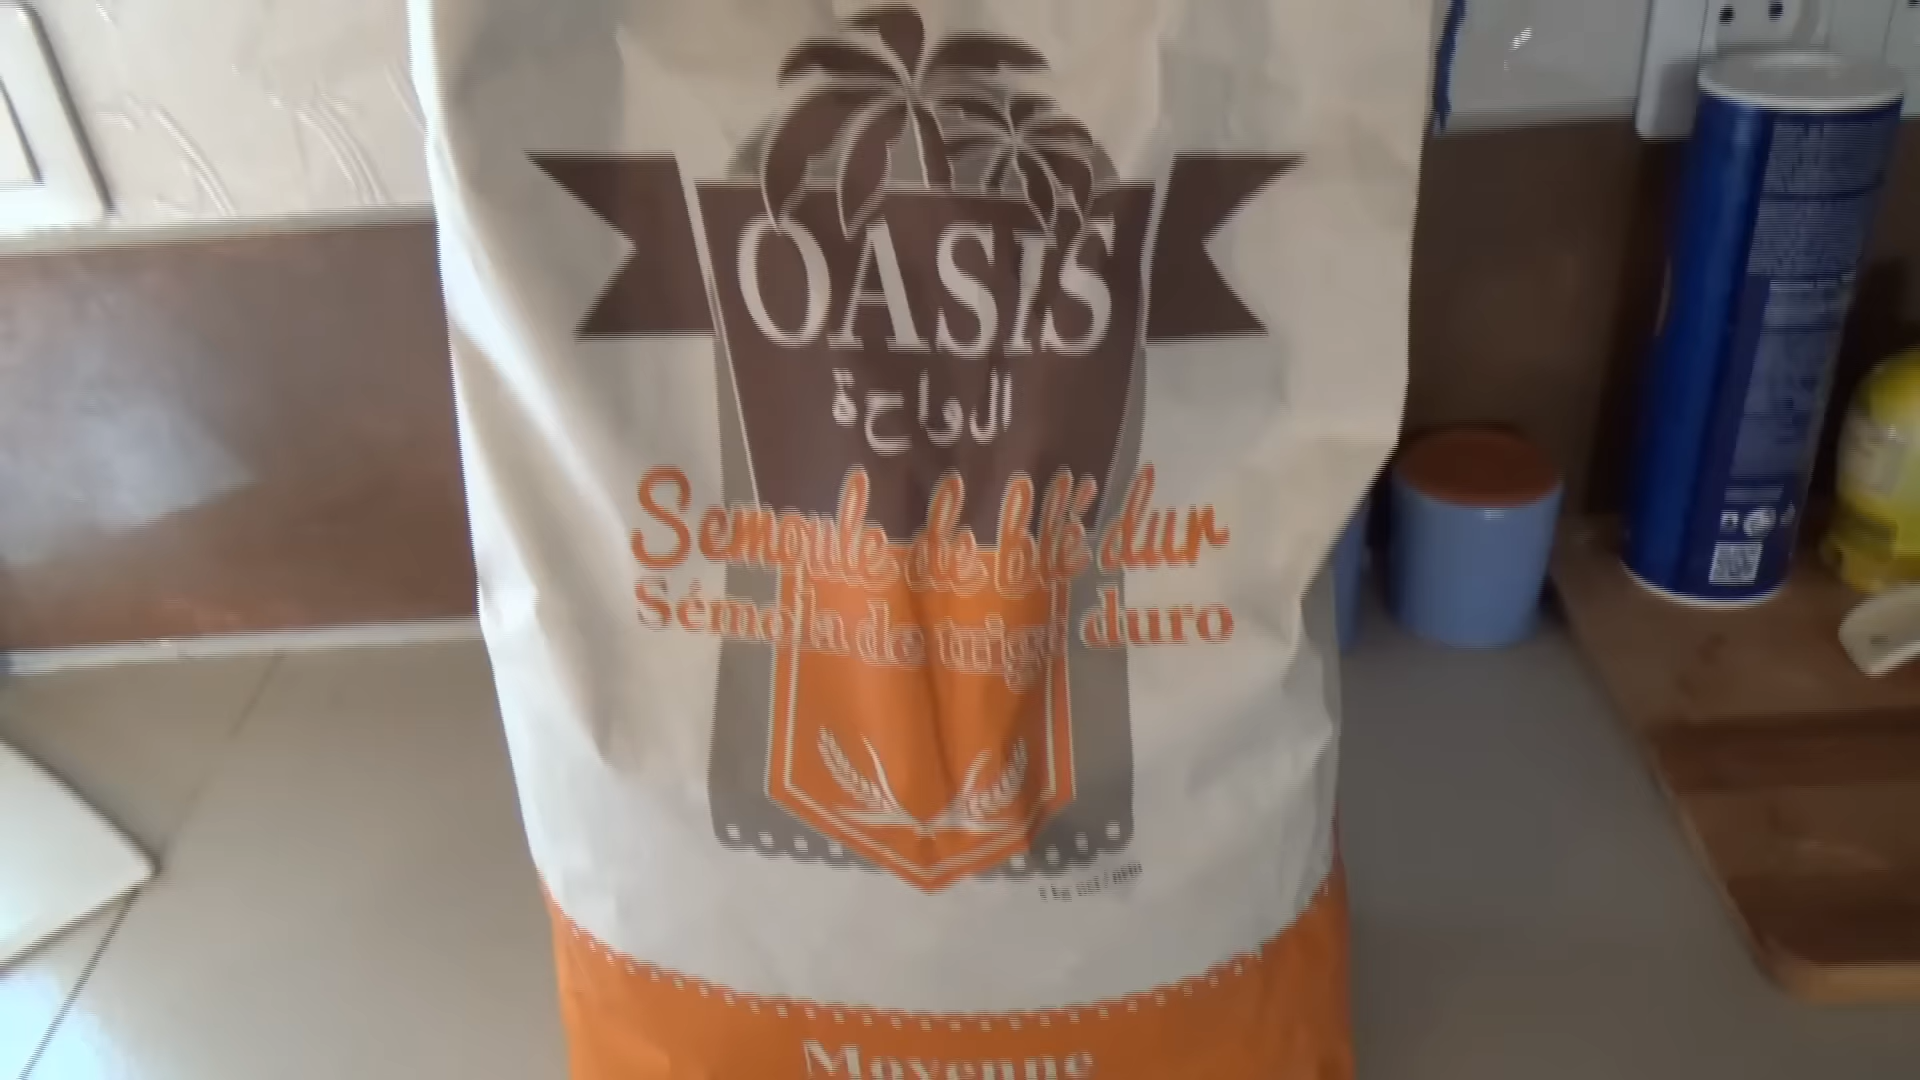 OASIS
الواحة
Semoule de blé dur
Sémola de trigo duro
Moyenne